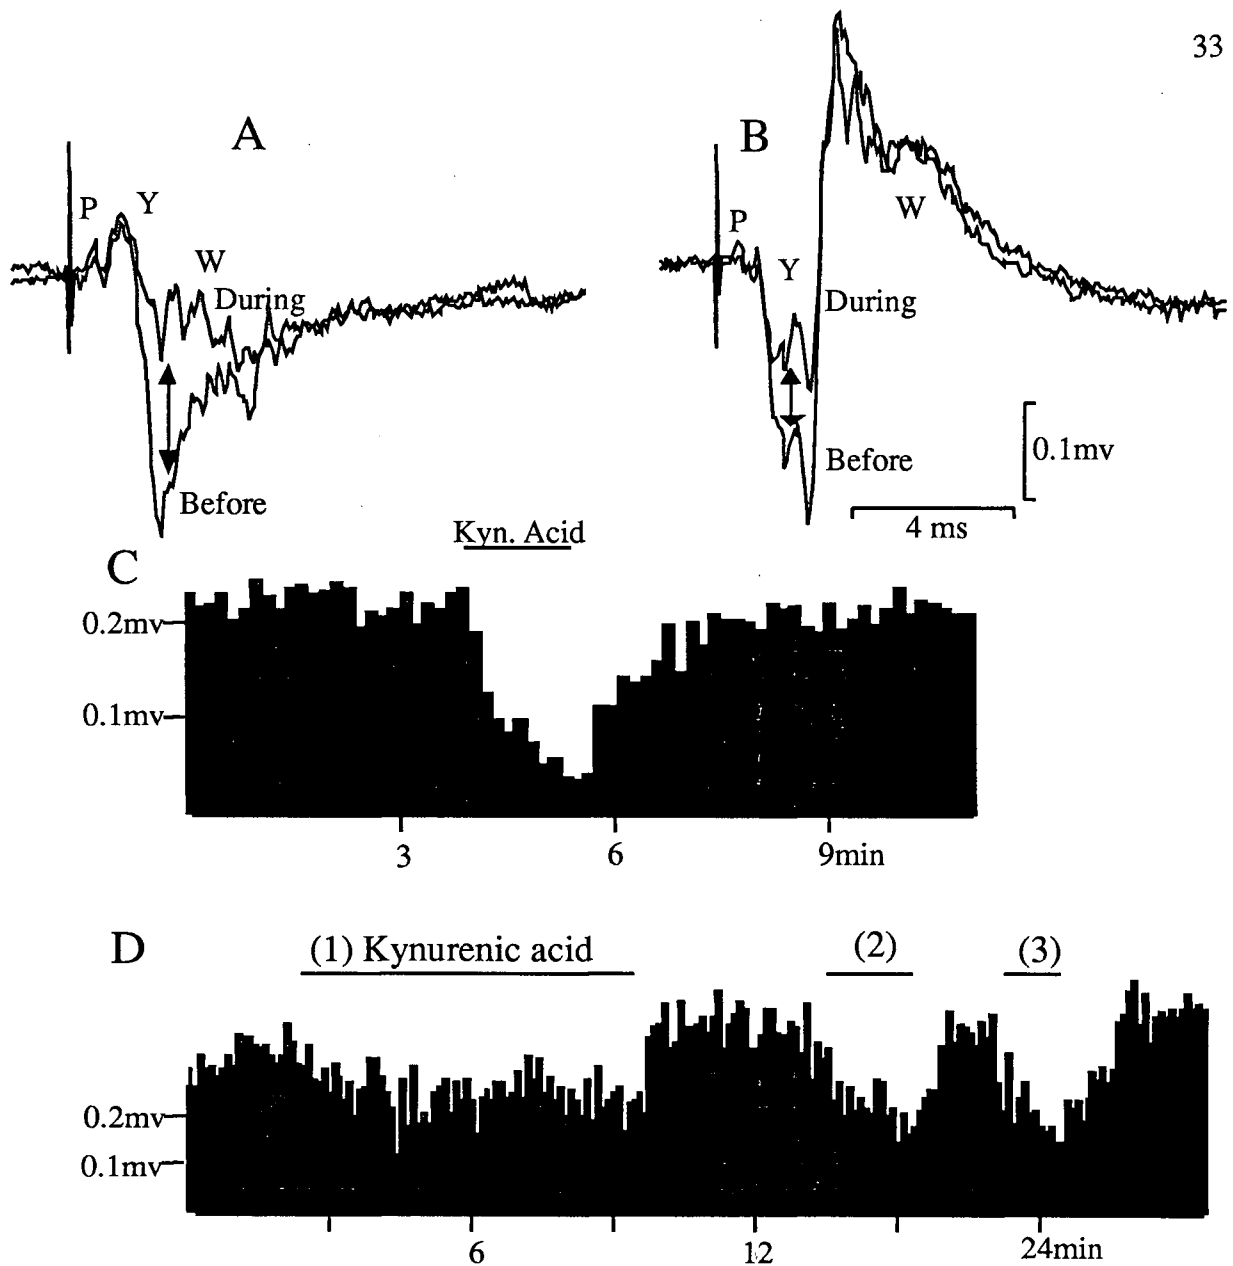 33
A
B
P
Y
W
During
Before
P
Y
W
During
Before
0.1mv
4 ms
Kyn. Acid
C
0.2mv
0.1mv
3
6
9min
D
(1) Kynurenic acid
(2)
(3)
0.2mv
0.1mv
6
12
24min